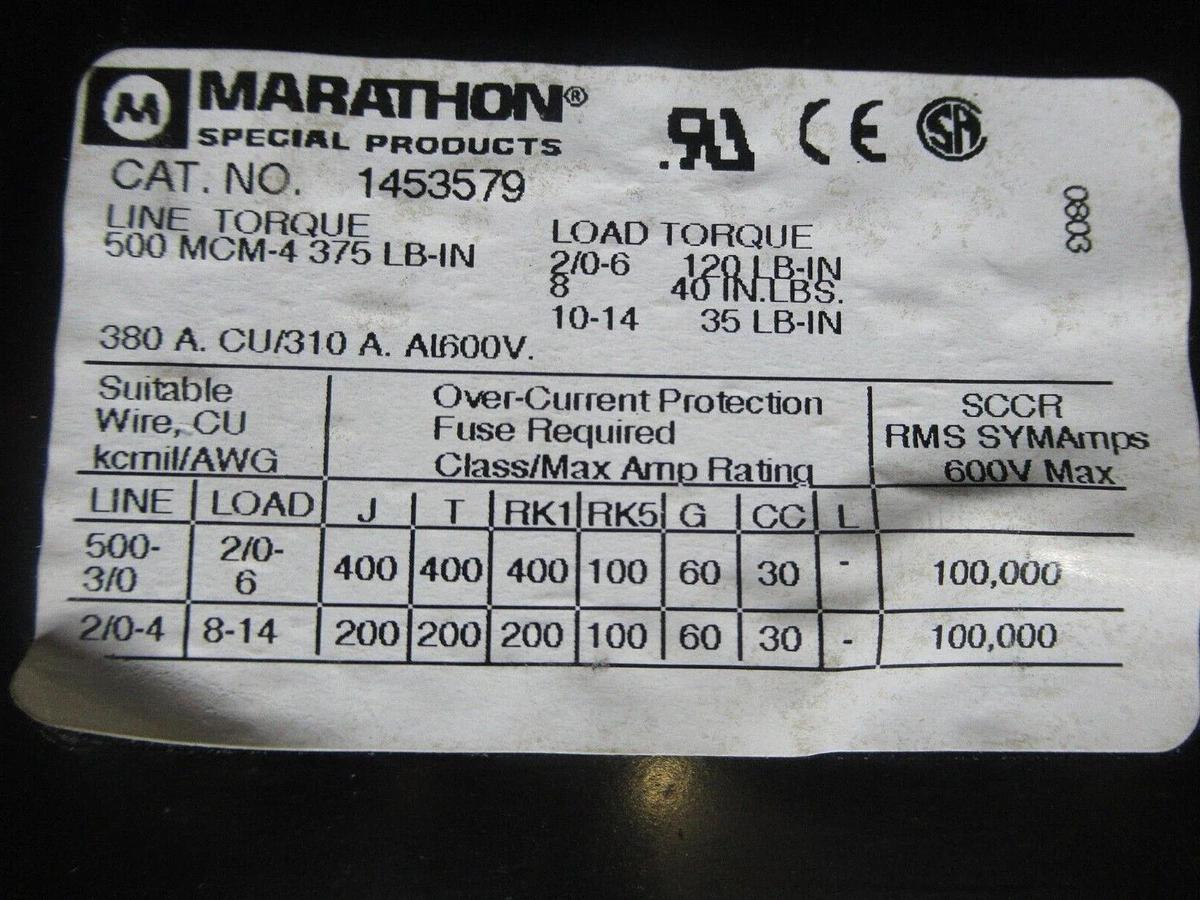 M MARATHON®
SPECIAL PRODUCTS
CAT. NO. 1453579
LINE TORQUE
500 MCM-4 375 LB-IN
LOAD TORQUE
2/0-6 120 LB-IN
8 40 IN.LBS.
10-14 35 LB-IN
380 A. CU/310 A. Al600V.
RU CE SA
0803
Suitable
Wire, CU
kcmil/AWG
Over-Current Protection
Fuse Required
Class/Max Amp Rating
SCCR
RMS SYMAmps
600V Max
LINE LOAD J T RK1 RK5 G CC L
500-3/0 2/0-6 400 400 400 100 60 30 - 100,000
2/0-4 8-14 200 200 200 100 60 30 - 100,000